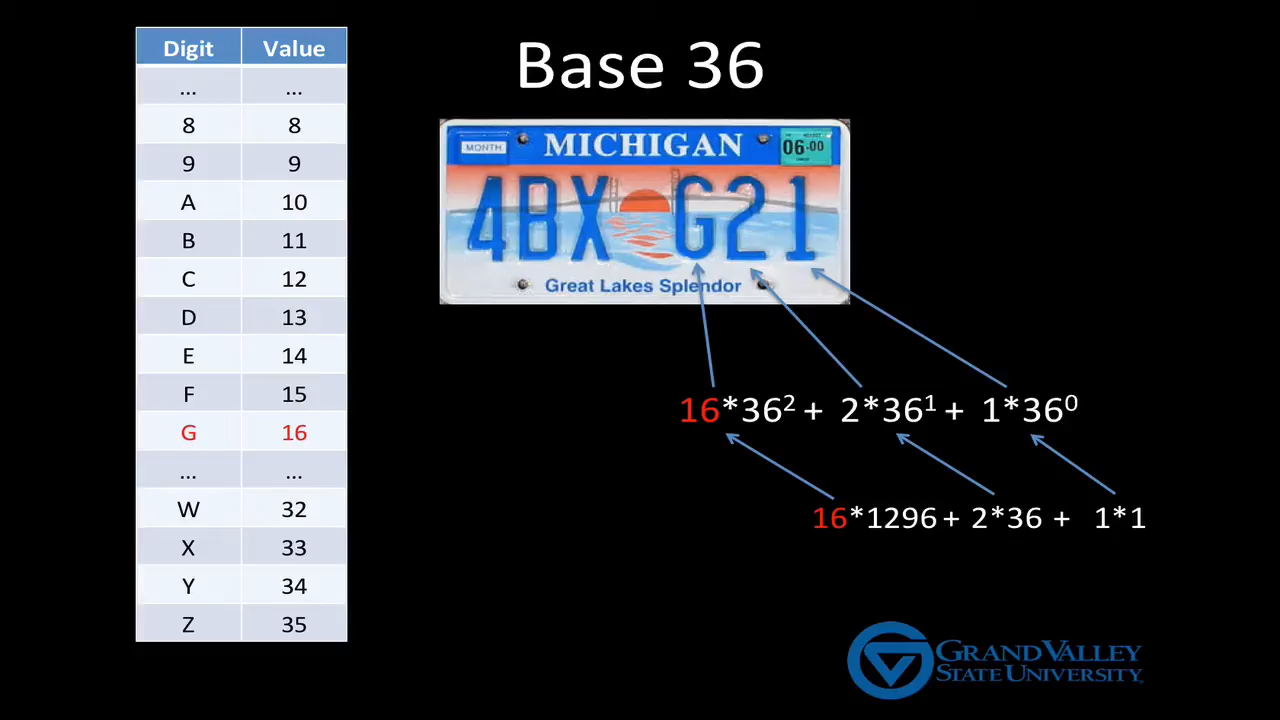 Digit Value
... ...
8 8
9 9
A 10
B 11
C 12
D 13
E 14
F 15
G 16
... ...
W 32
X 33
Y 34
Z 35
Base 36
MONTH MICHIGAN 06-00
4BX G21
Great Lakes Splendor
16*36² + 2*36¹ + 1*36⁰
16*1296 + 2*36 + 1*1
GRAND VALLEY
STATE UNIVERSITY